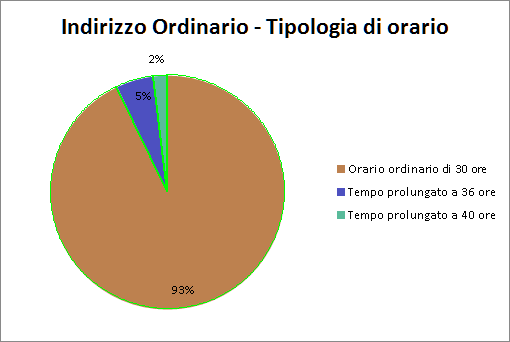 Indirizzo Ordinario - Tipologia di orario
2%
5%
Orario ordinario di 30 ore
Tempo prolungato a 36 ore
Tempo prolungato a 40 ore
93%